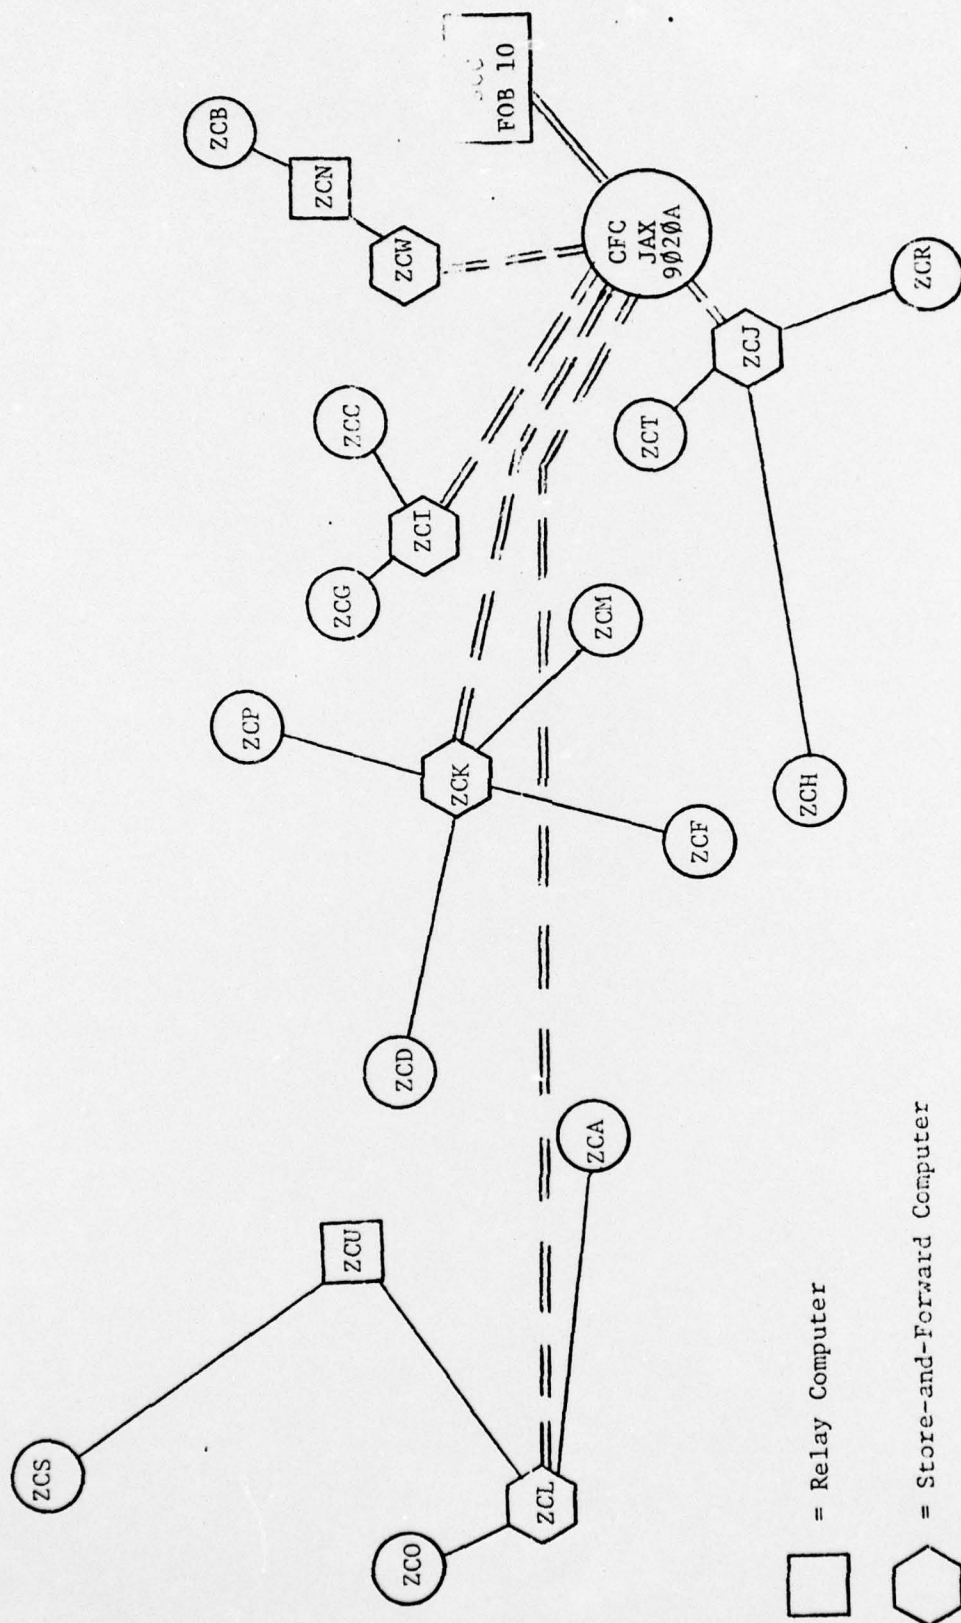 ZCB
ZCN
ZCW
FOB 10
CFC
JAX
9Ø2ØA
ZCC
ZCI
ZCG
ZCJ
ZCR
ZCT
ZCH
ZCP
ZCK
ZCM
ZCF
ZCD
ZCA
ZCU
ZCS
ZCL
ZCO
= Relay Computer
= Store-and-Forward Computer